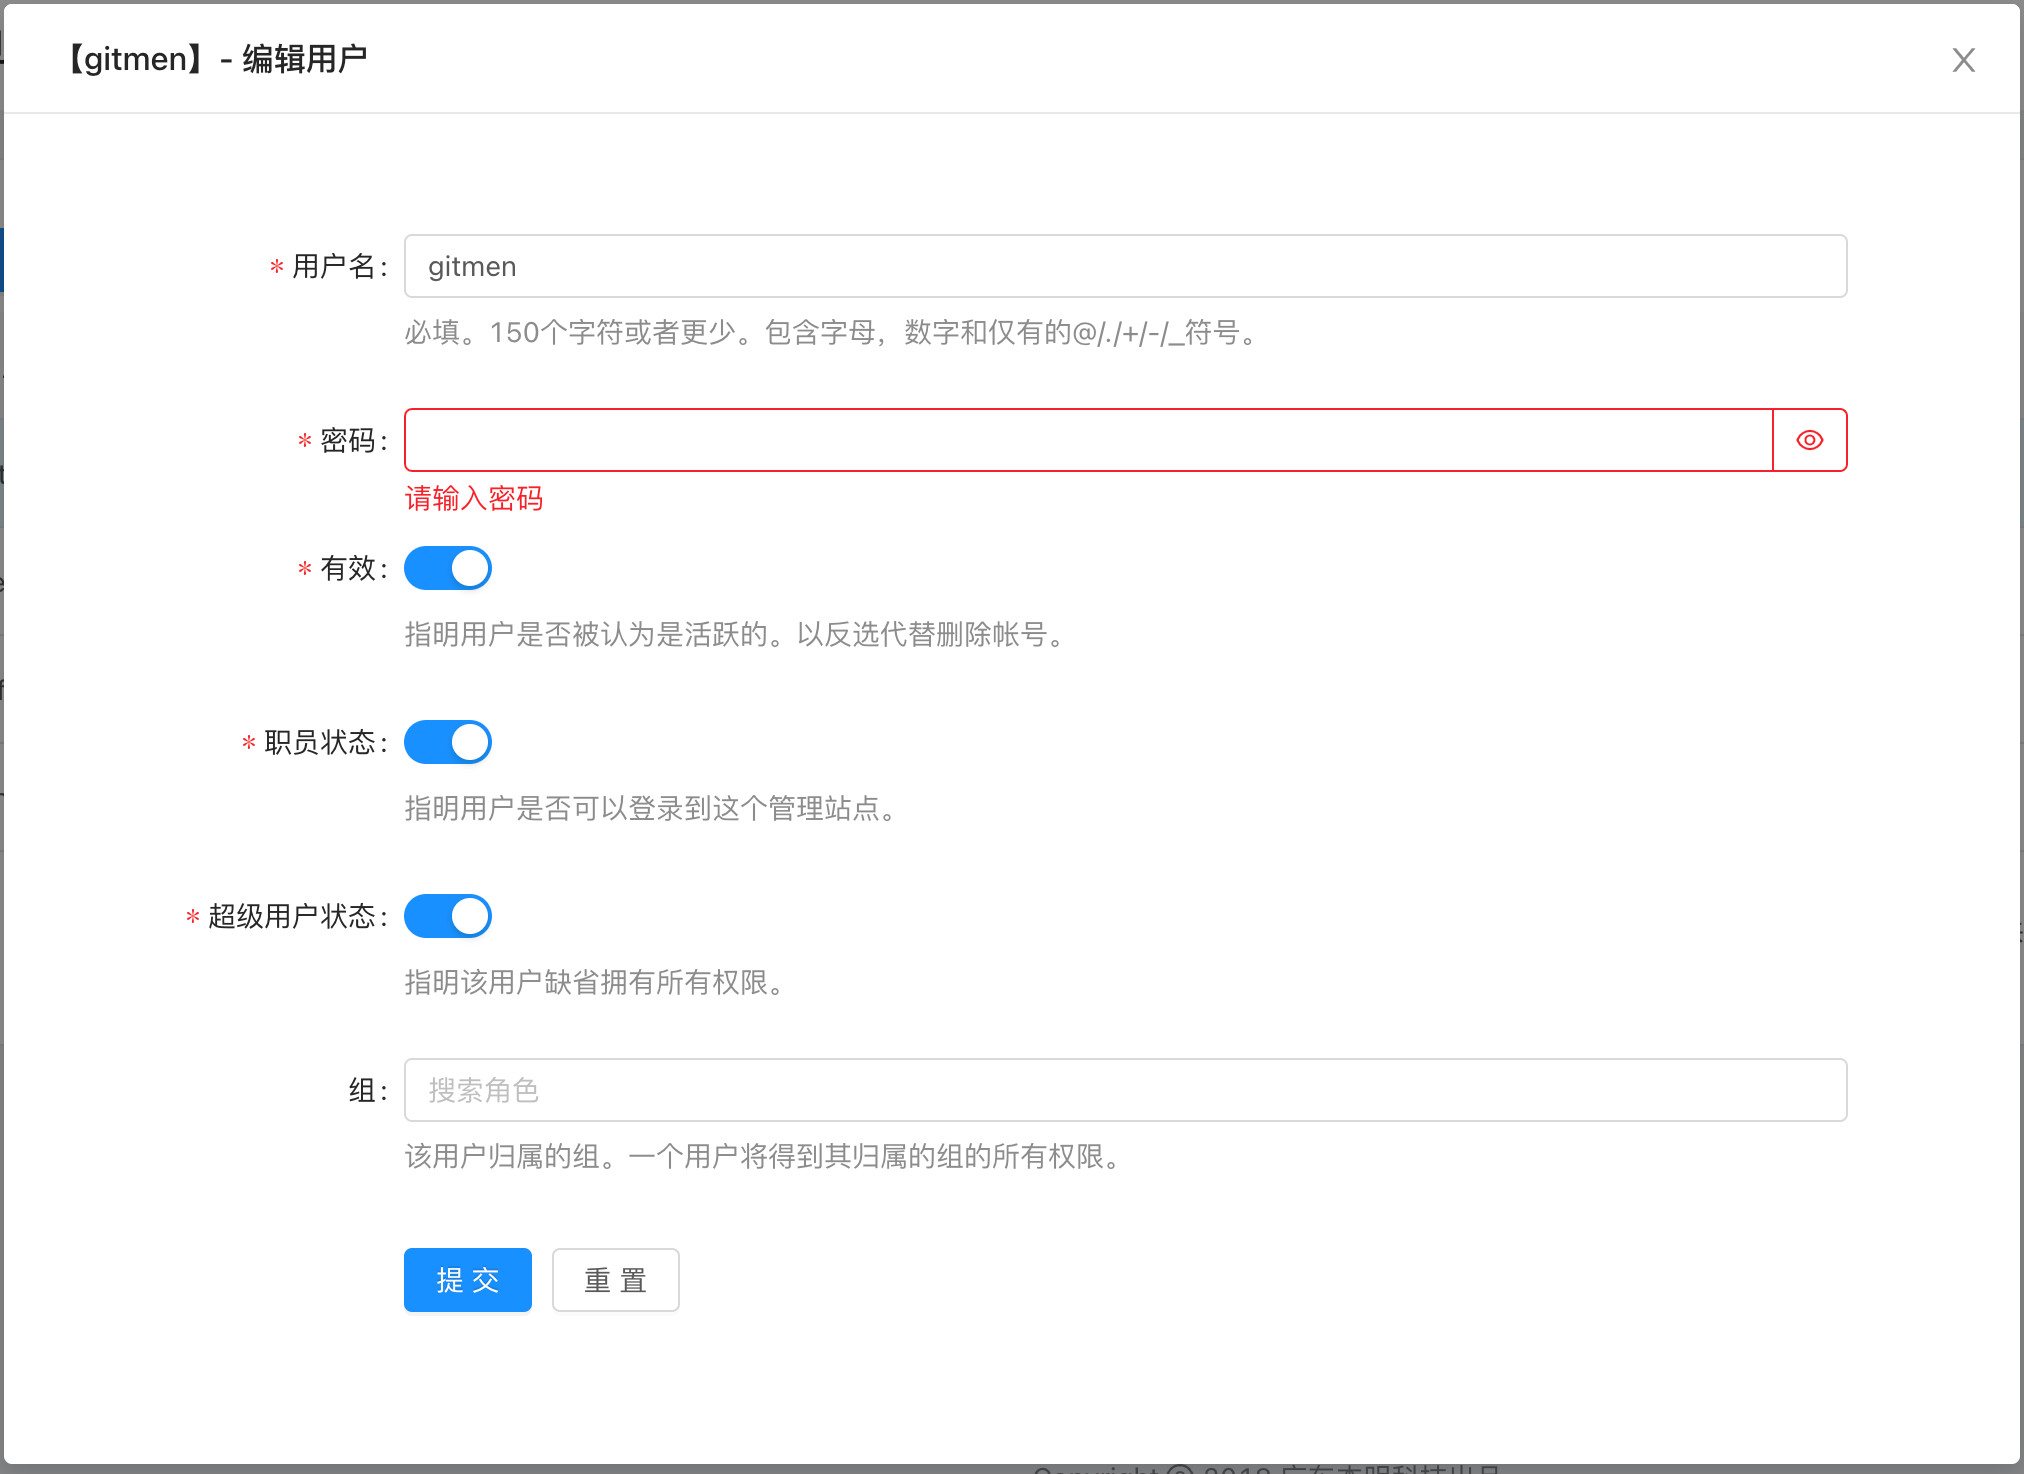 【gitmen】- 编辑用户
* 用户名: gitmen
必填。150个字符或者更少。包含字母，数字和仅有的@/./+/-/_符号。
* 密码:
请输入密码
* 有效:
指明用户是否被认为是活跃的。以反选代替删除帐号。
* 职员状态:
指明用户是否可以登录到这个管理站点。
* 超级用户状态:
指明该用户缺省拥有所有权限。
组: 搜索角色
该用户归属的组。一个用户将得到其归属的组的所有权限。
提 交 重 置